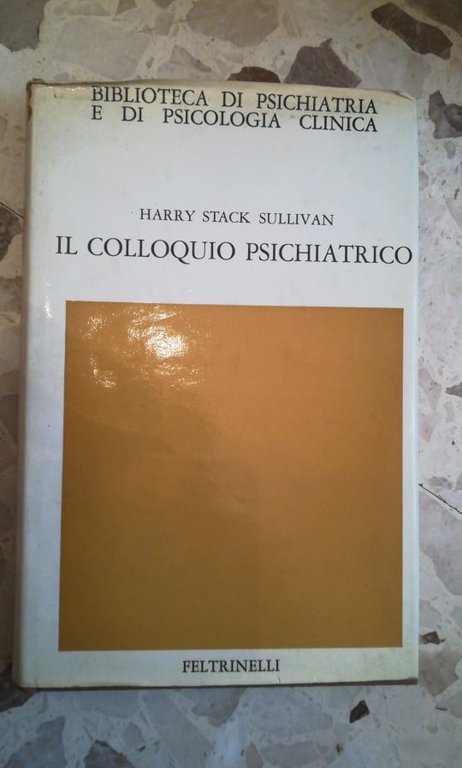 BIBLIOTECA DI PSICHIATRIA
E DI PSICOLOGIA CLINICA
HARRY STACK SULLIVAN
IL COLLOQUIO PSICHIATRICO
FELTRINELLI